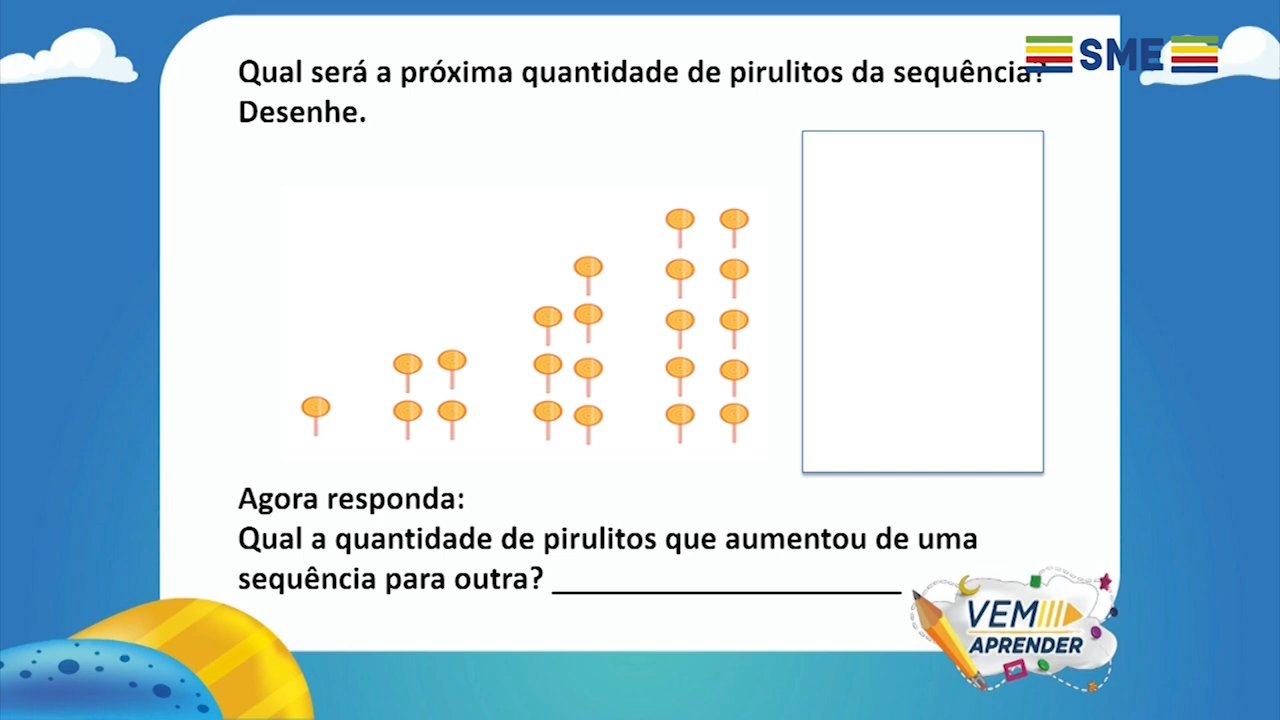 Qual será a próxima quantidade de pirulitos da sequência?
Desenhe.
SME
Agora responda:
Qual a quantidade de pirulitos que aumentou de uma
sequência para outra? ______________________
VEM
APRENDER